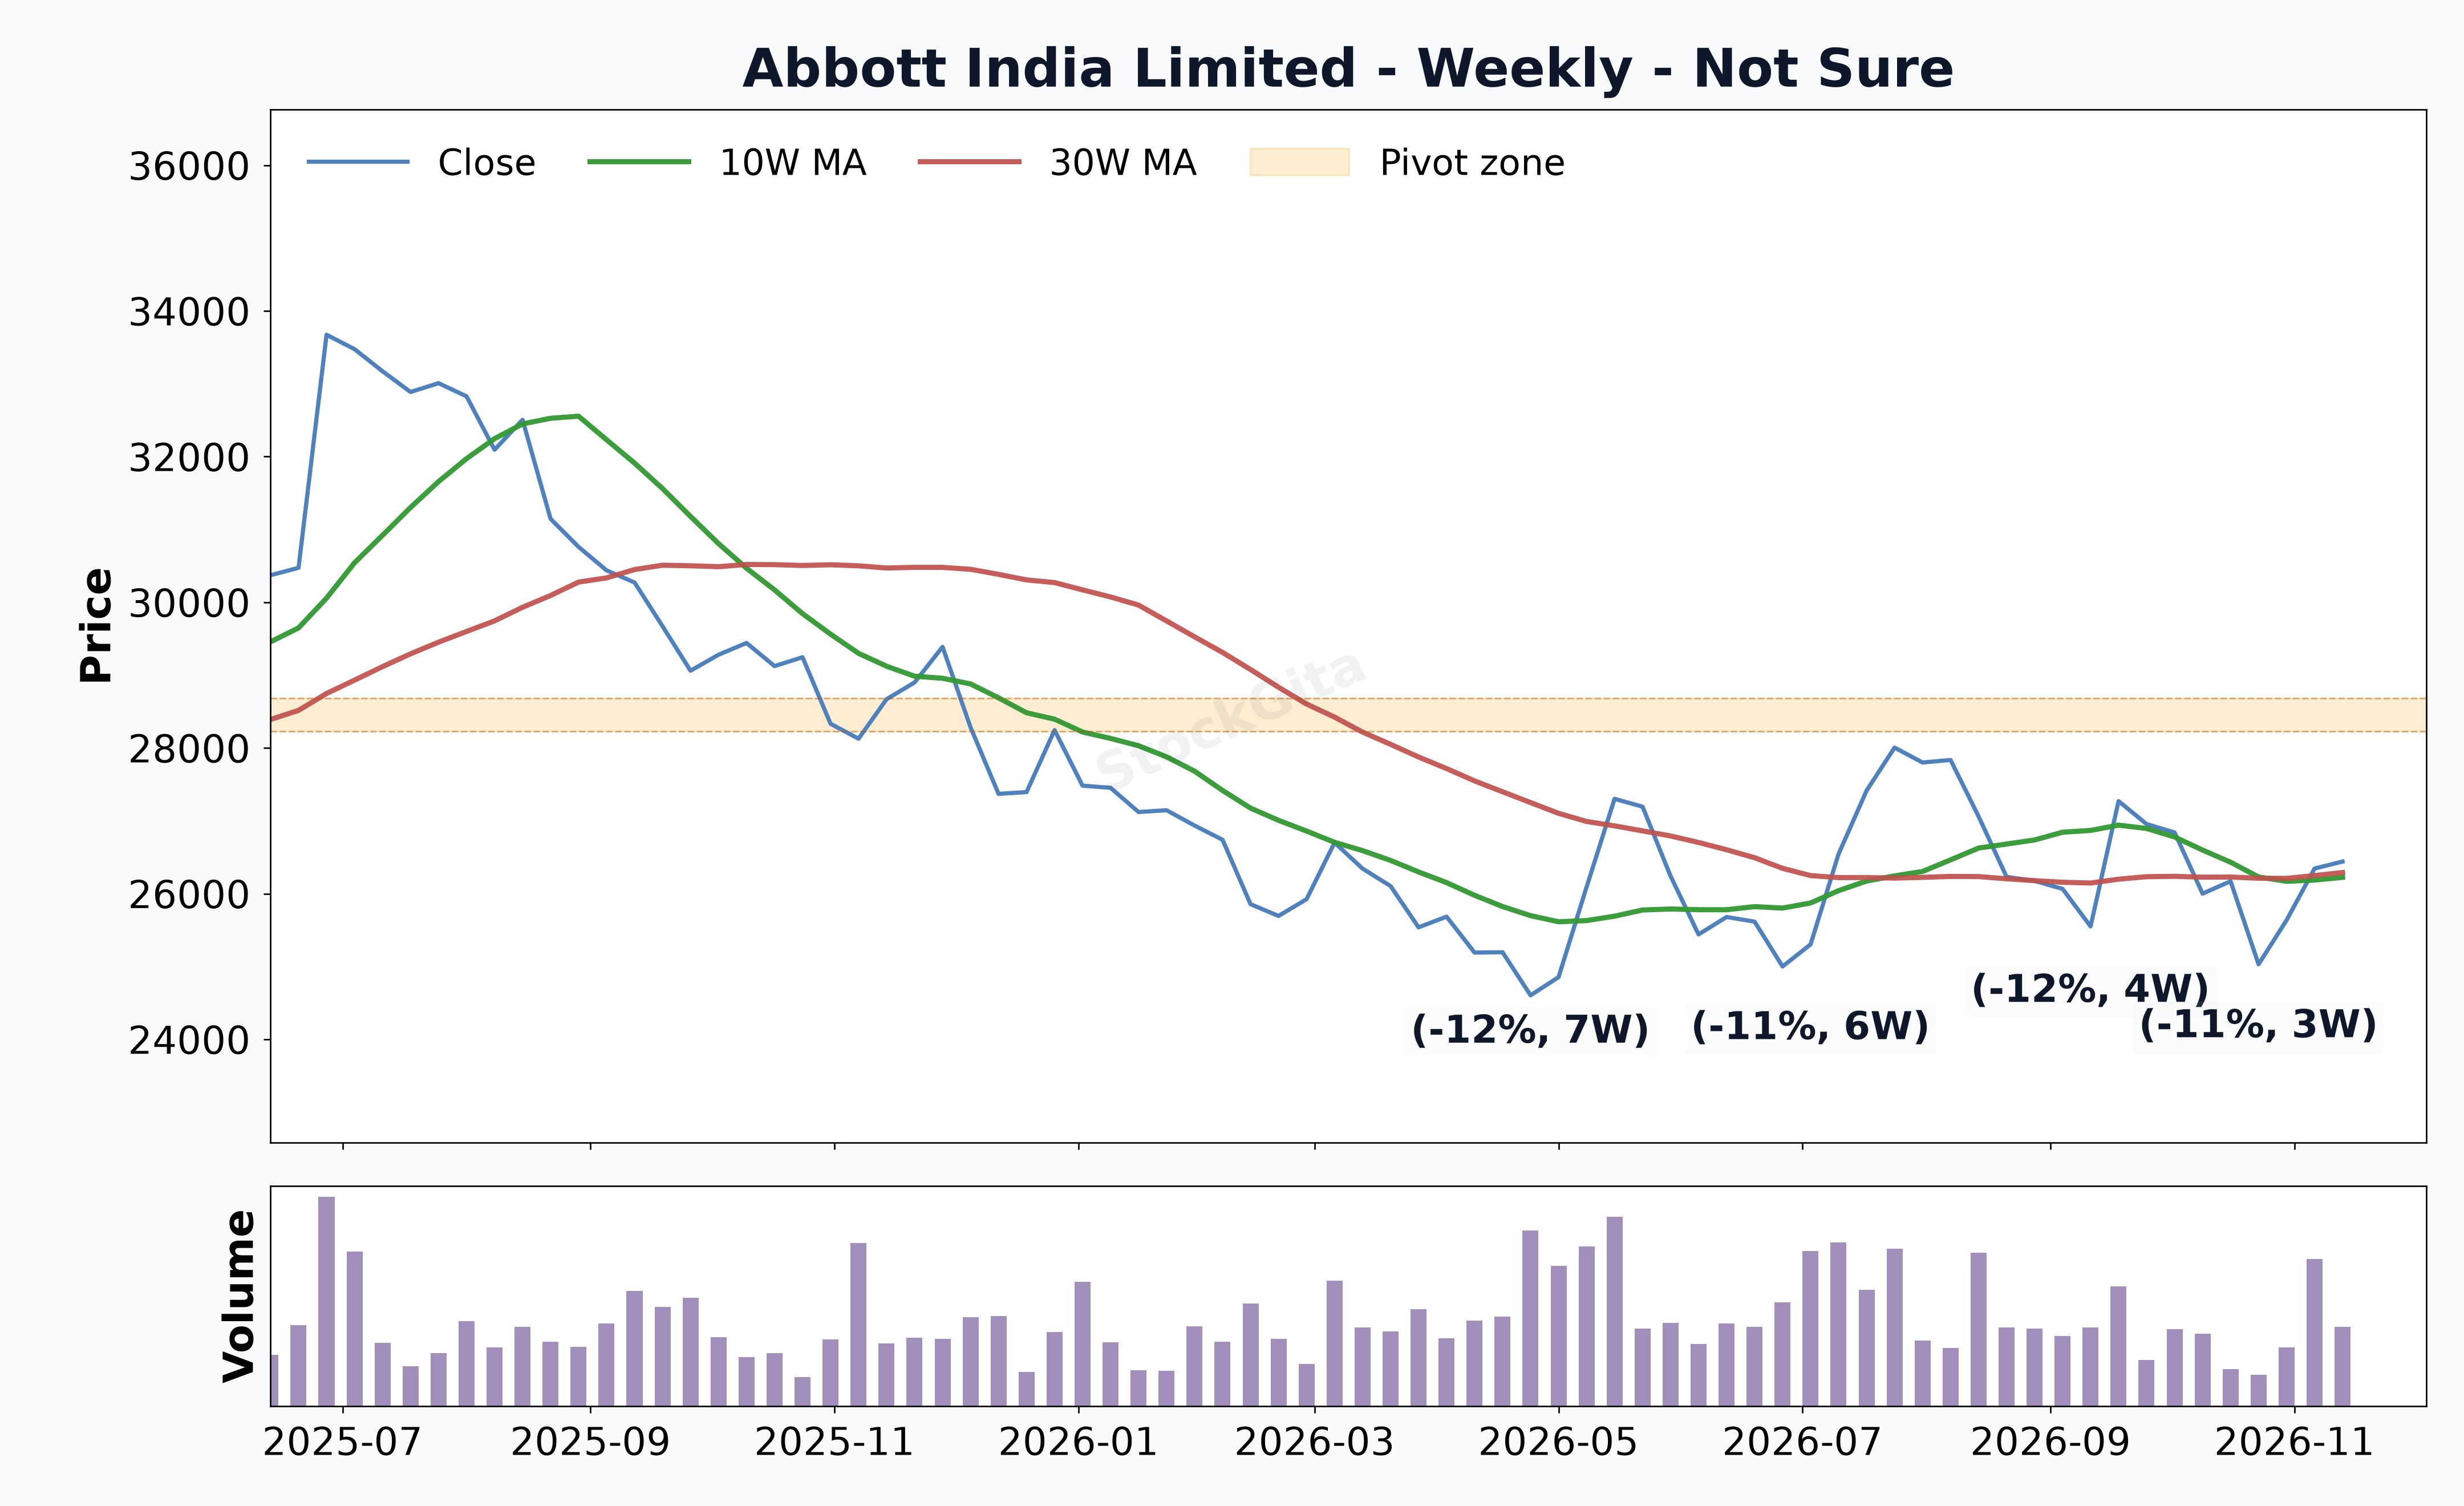 Abbott India Limited - Weekly - Not Sure
Close 10W MA 30W MA Pivot zone
36000
34000
32000
30000
28000
26000
24000
Price
StockGita
(-12%, 7W)
(-11%, 6W)
(-12%, 4W)
(-11%, 3W)
Volume
2025-07 2025-09 2025-11 2026-01 2026-03 2026-05 2026-07 2026-09 2026-11